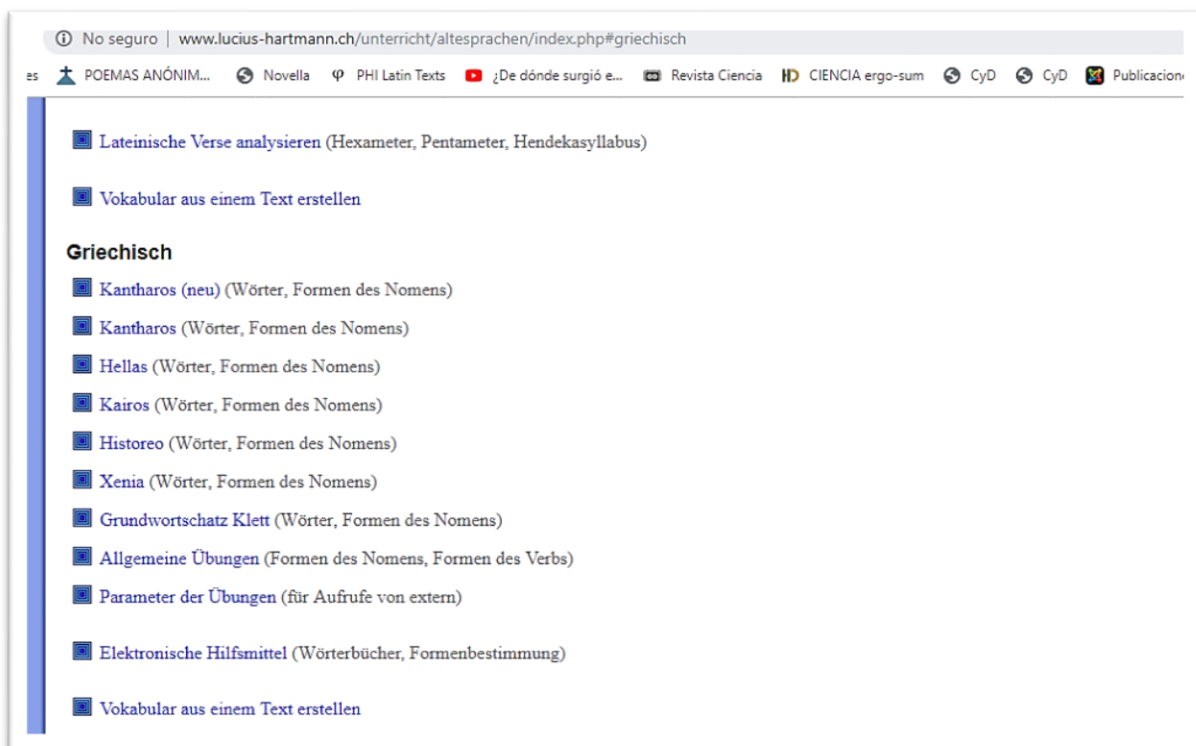 No seguro | www.lucius-hartmann.ch/unterricht/altesprachen/index.php#griechisch
es POEMAS ANÓNIM... Novella φ PHI Latin Texts ¿De dónde surgió e... Revista Ciencia HD CIENCIA ergo-sum CyD CyD Publicacion
Lateinische Verse analysieren (Hexameter, Pentameter, Hendekasyllabus)
Vokabular aus einem Text erstellen
Griechisch
Kantharos (neu) (Wörter, Formen des Nomens)
Kantharos (Wörter, Formen des Nomens)
Hellas (Wörter, Formen des Nomens)
Kairos (Wörter, Formen des Nomens)
Historeo (Wörter, Formen des Nomens)
Xenia (Wörter, Formen des Nomens)
Grundwortschatz Klett (Wörter, Formen des Nomens)
Allgemeine Übungen (Formen des Nomens, Formen des Verbs)
Parameter der Übungen (für Aufrufe von extern)
Elektronische Hilfsmittel (Wörterbücher, Formenbestimmung)
Vokabular aus einem Text erstellen